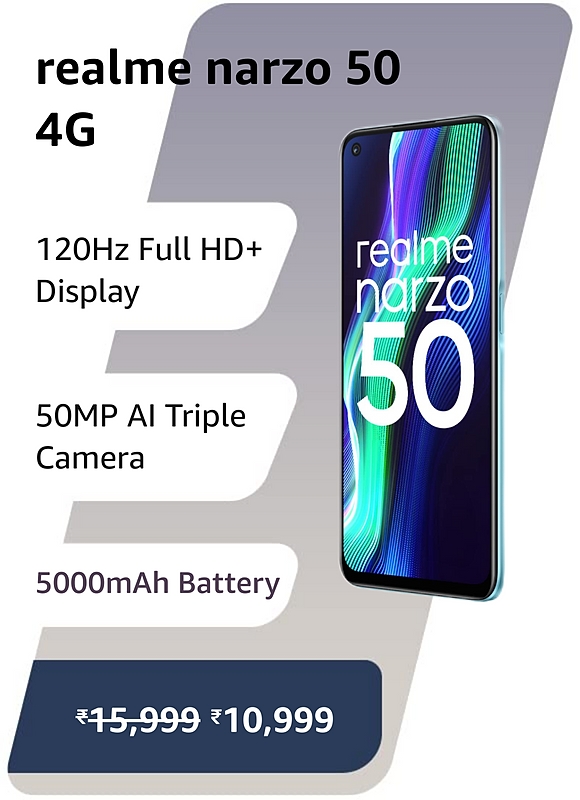 realme narzo 50
4G
120Hz Full HD+
Display
50MP AI Triple
Camera
5000mAh Battery
₹15,999 ₹10,999
realme
narzo
50